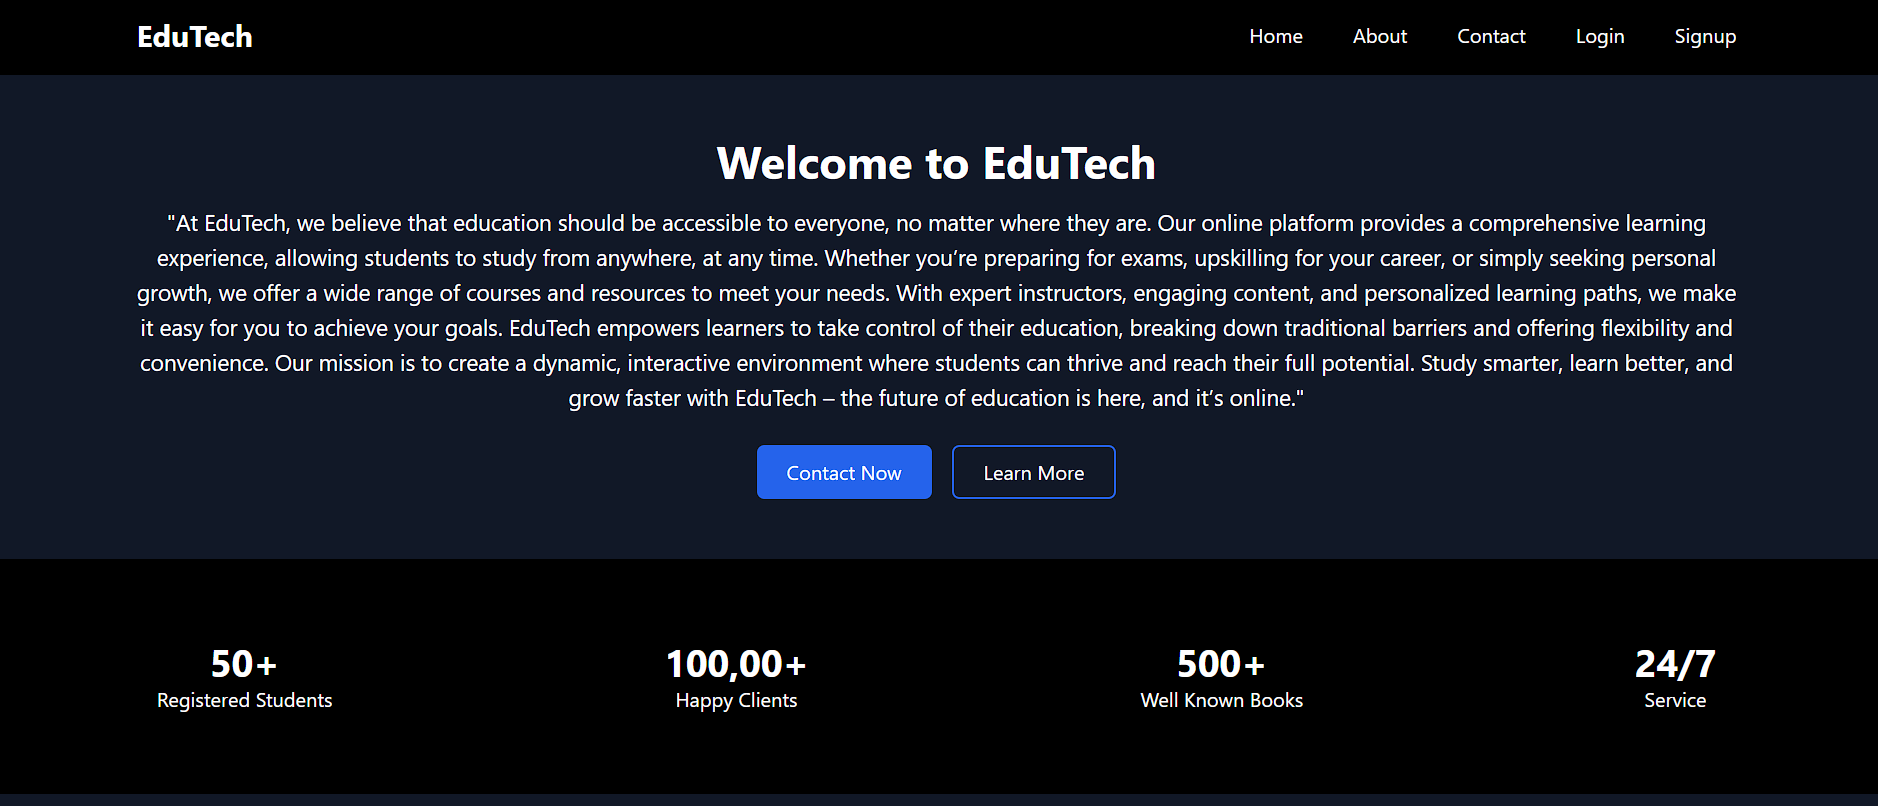 EduTech
Home About Contact Login Signup
Welcome to EduTech
"At EduTech, we believe that education should be accessible to everyone, no matter where they are. Our online platform provides a comprehensive learning
experience, allowing students to study from anywhere, at any time. Whether you’re preparing for exams, upskilling for your career, or simply seeking personal
growth, we offer a wide range of courses and resources to meet your needs. With expert instructors, engaging content, and personalized learning paths, we make
it easy for you to achieve your goals. EduTech empowers learners to take control of their education, breaking down traditional barriers and offering flexibility and
convenience. Our mission is to create a dynamic, interactive environment where students can thrive and reach their full potential. Study smarter, learn better, and
grow faster with EduTech – the future of education is here, and it’s online."
Contact Now
Learn More
50+
Registered Students
100,00+
Happy Clients
500+
Well Known Books
24/7
Service